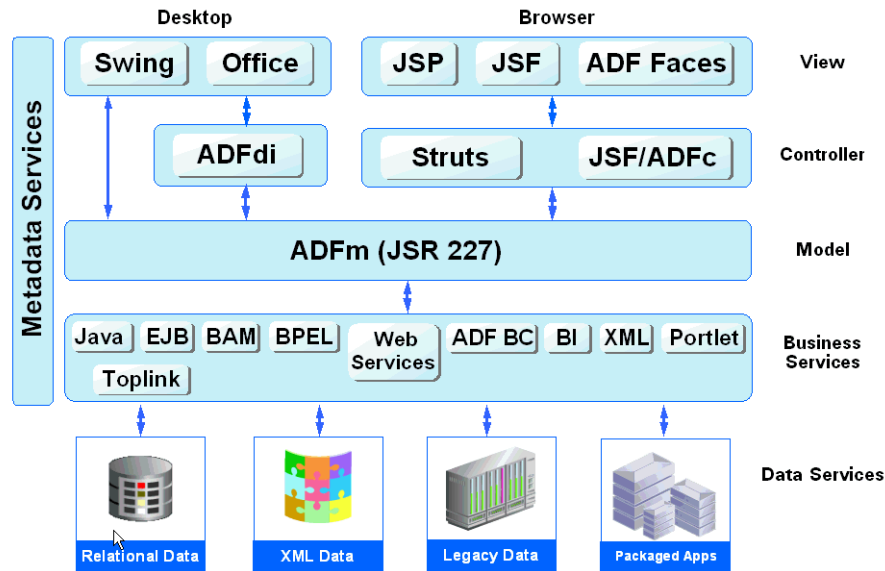 Desktop
Browser
Metadata Services
Swing
Office
JSP
JSF
ADF Faces
View
ADFdi
Struts
JSF/ADFc
Controller
ADFm (JSR 227)
Model
Java
EJB
BAM
BPEL
Web
Services
ADF BC
BI
XML
Portlet
Toplink
Business
Services
Data Services
Relational Data
XML Data
Legacy Data
Packaged Apps